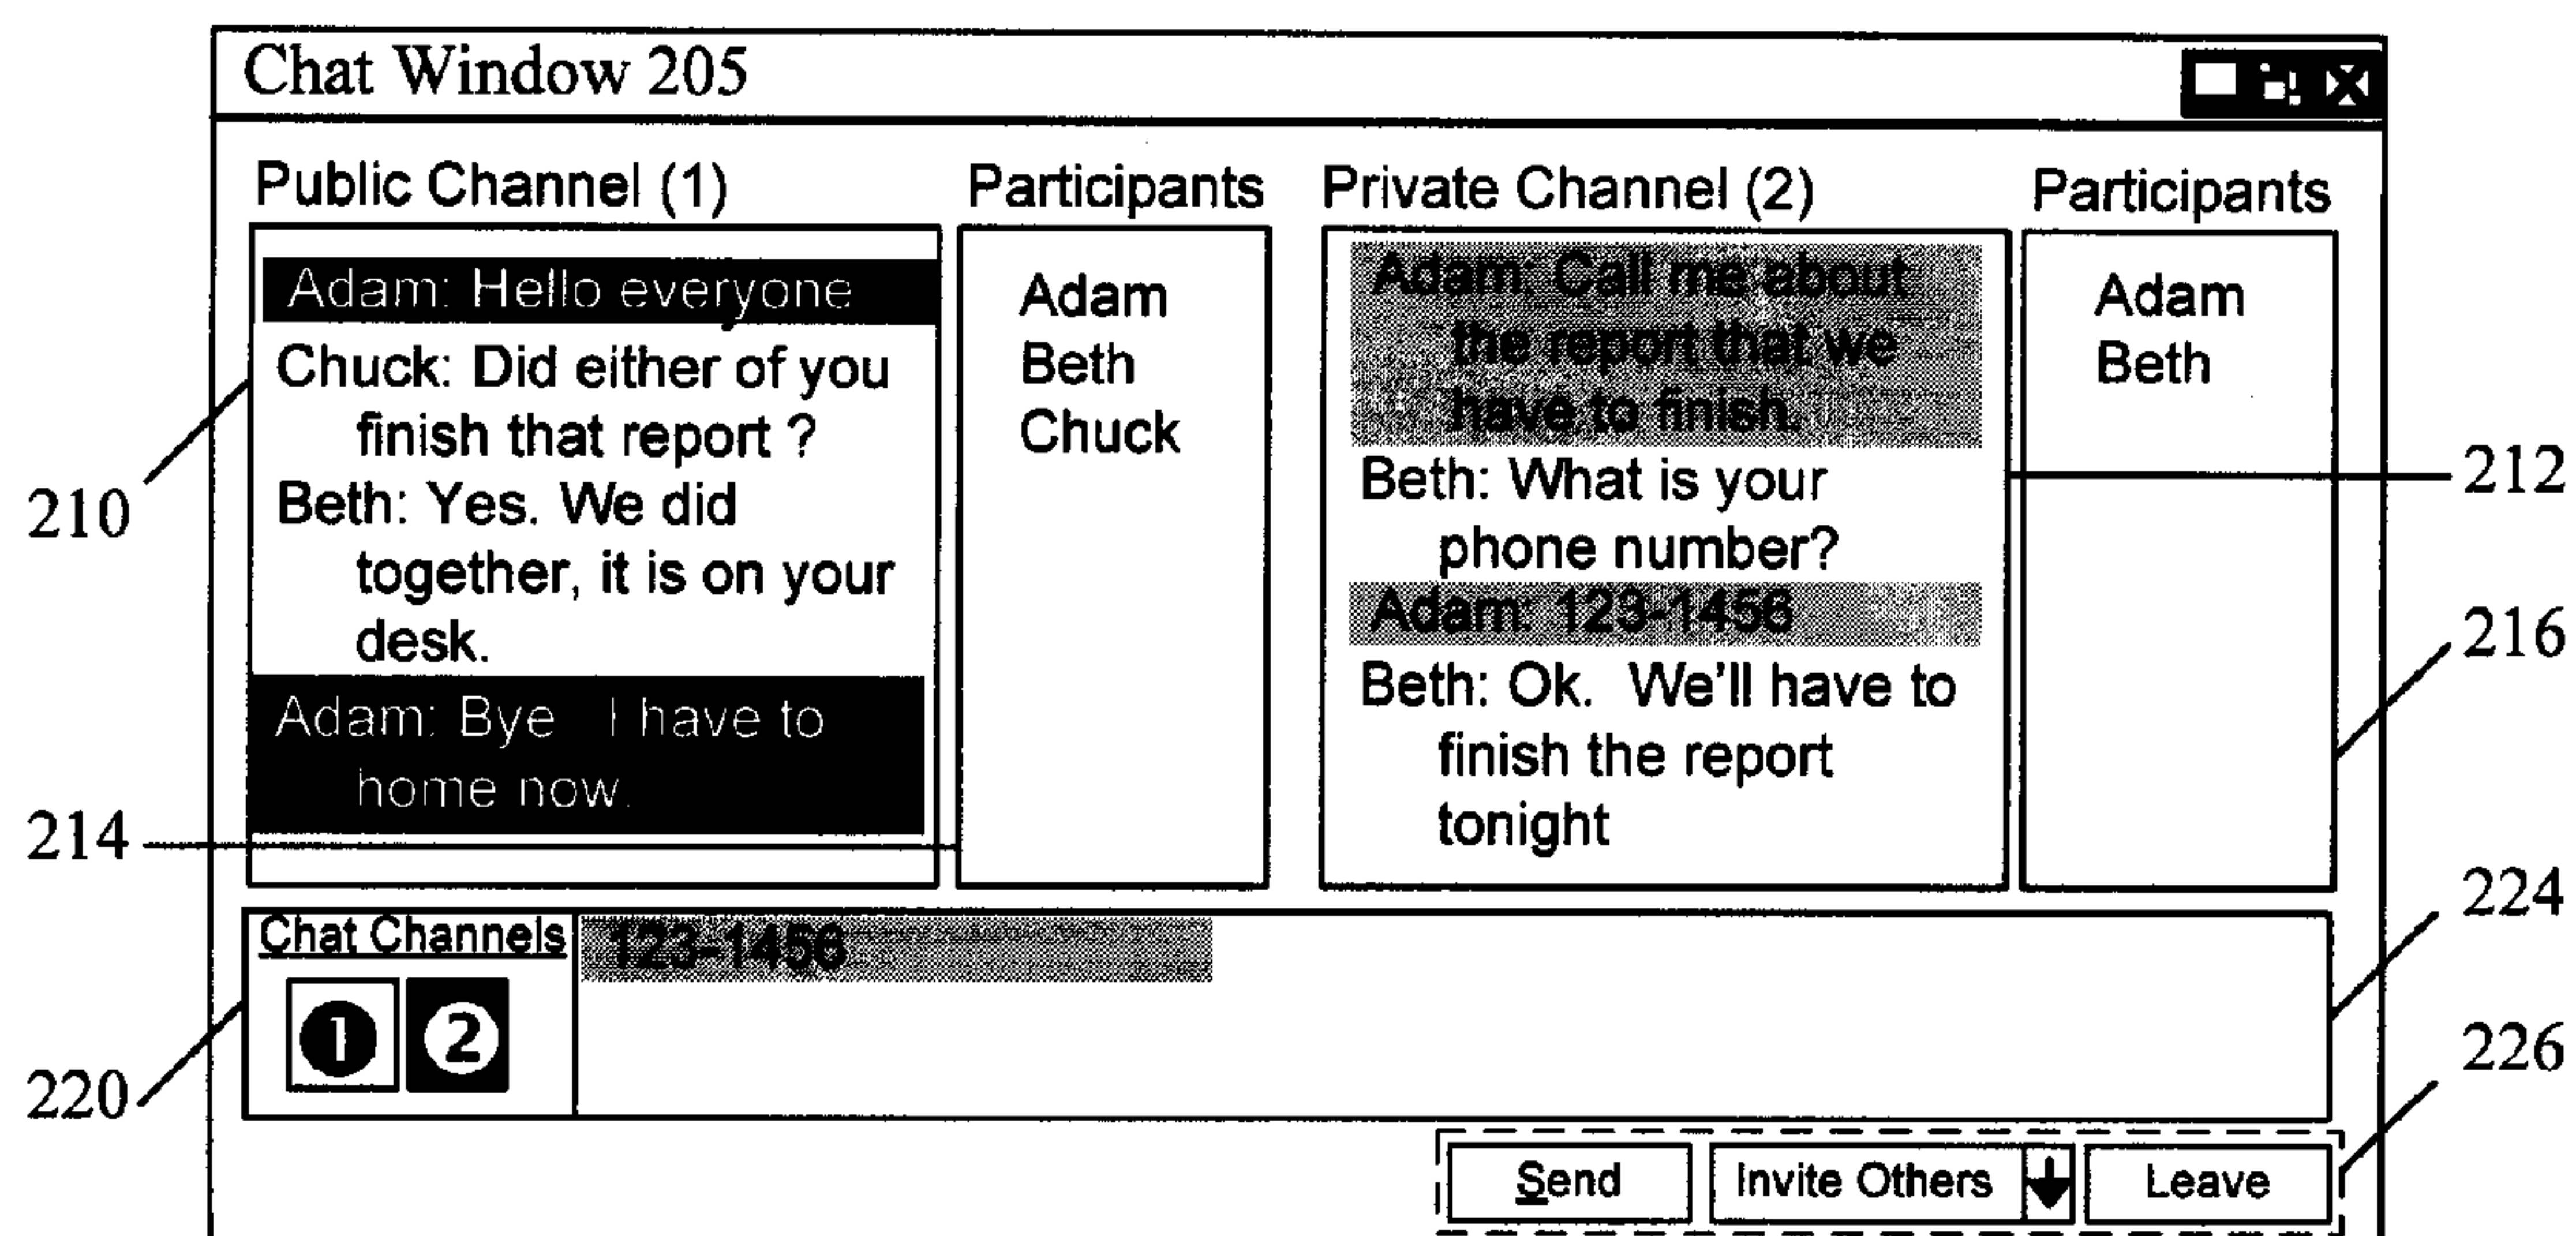 Chat Window 205
Public Channel (1)
Participants
Private Channel (2)
Participants
Adam: Hello everyone
Chuck: Did either of you
finish that report ?
Beth: Yes. We did
together, it is on your
desk.
Adam: Bye I have to
home now.
Adam
Beth
Chuck
Adam: Call me about
the report that we
have to finish.
Beth: What is your
phone number?
Adam: 123-1456
Beth: Ok. We'll have to
finish the report
tonight
Adam
Beth
210
214
212
216
Chat Channels
1 2
123-1456
220
224
226
Send
Invite Others
Leave